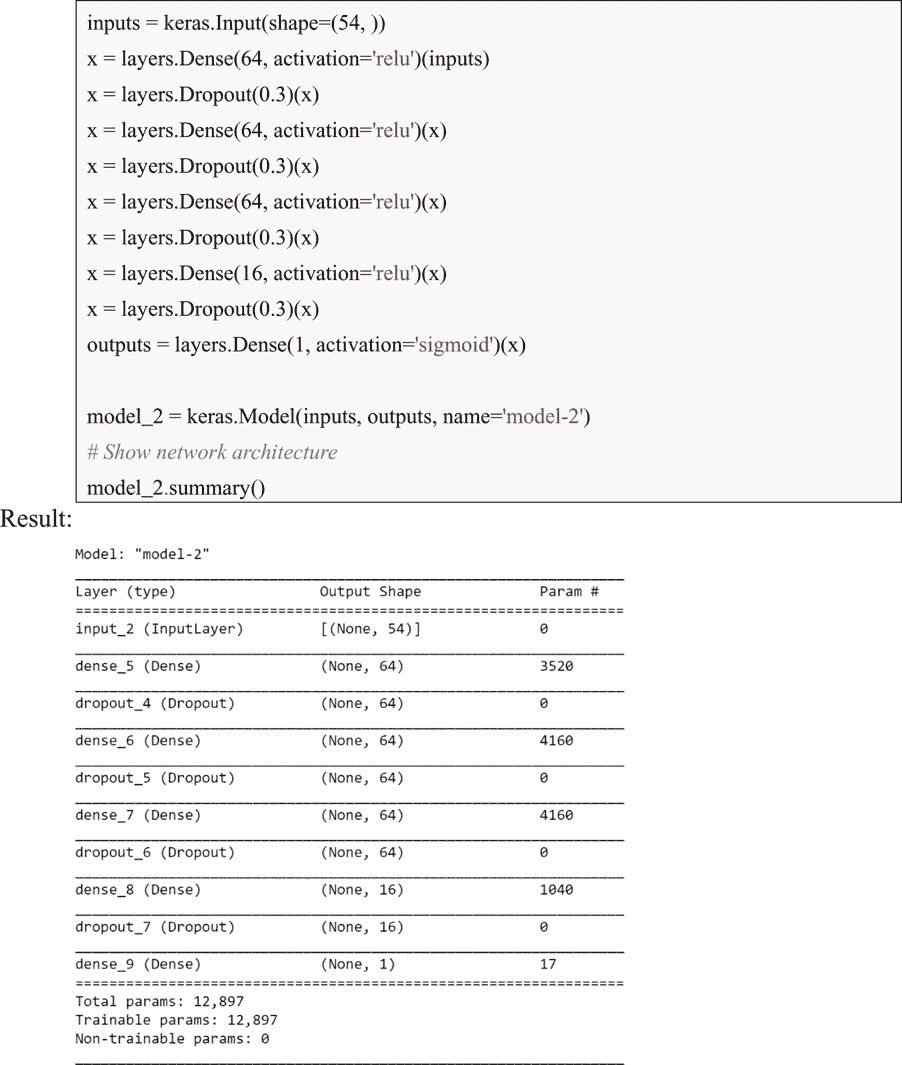 inputs = keras.Input(shape=(54, ))
x = layers.Dense(64, activation='relu')(inputs)
x = layers.Dropout(0.3)(x)
x = layers.Dense(64, activation='relu')(x)
x = layers.Dropout(0.3)(x)
x = layers.Dense(64, activation='relu')(x)
x = layers.Dropout(0.3)(x)
x = layers.Dense(16, activation='relu')(x)
x = layers.Dropout(0.3)(x)
outputs = layers.Dense(1, activation='sigmoid')(x)
model_2 = keras.Model(inputs, outputs, name='model-2')
# Show network architecture
model_2.summary()
Result:
Model: "model-2"
Layer (type) Output Shape Param #
=================================================================
input_2 (InputLayer) [(None, 54)] 0
dense_5 (Dense) (None, 64) 3520
dropout_4 (Dropout) (None, 64) 0
dense_6 (Dense) (None, 64) 4160
dropout_5 (Dropout) (None, 64) 0
dense_7 (Dense) (None, 64) 4160
dropout_6 (Dropout) (None, 64) 0
dense_8 (Dense) (None, 16) 1040
dropout_7 (Dropout) (None, 16) 0
dense_9 (Dense) (None, 1) 17
=================================================================
Total params: 12,897
Trainable params: 12,897
Non-trainable params: 0